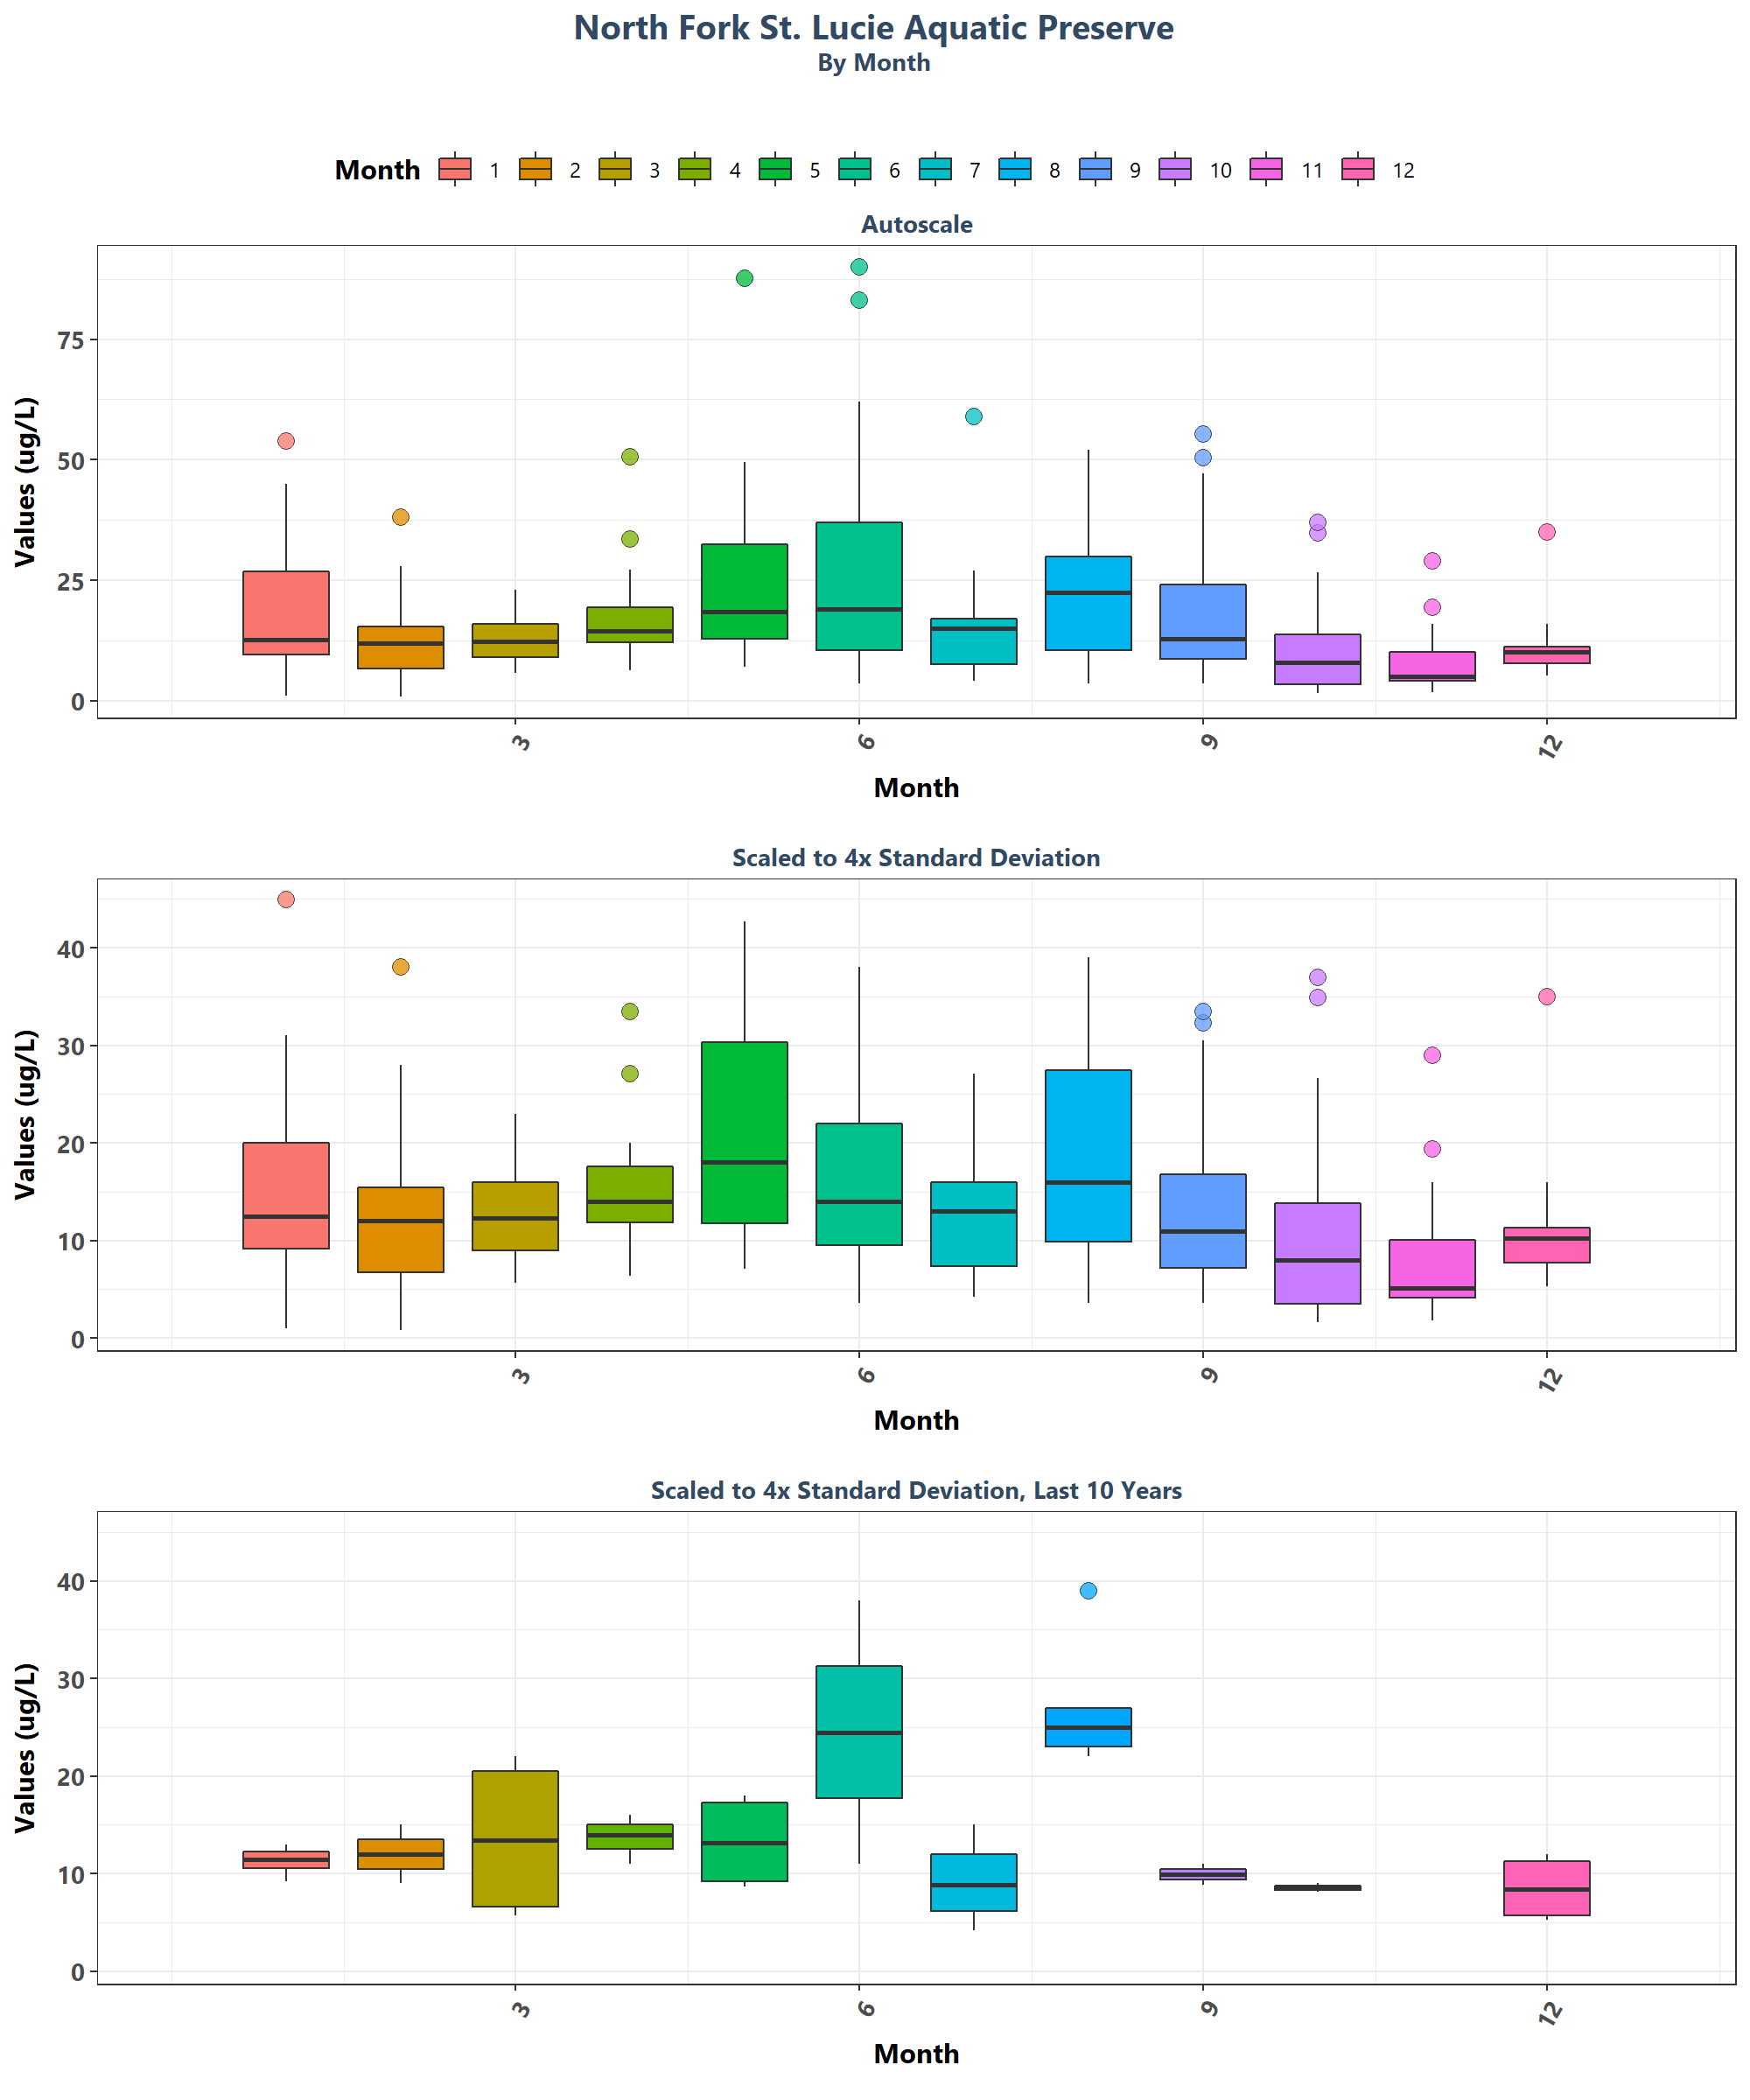 North Fork St. Lucie Aquatic Preserve
By Month
Month 1 2 3 4 5 6 7 8 9 10 11 12
Autoscale
Values (ug/L)
75
50
25
0
3 6 9 12
Month
Scaled to 4x Standard Deviation
Values (ug/L)
40
30
20
10
0
3 6 9 12
Month
Scaled to 4x Standard Deviation, Last 10 Years
Values (ug/L)
40
30
20
10
0
3 6 9 12
Month